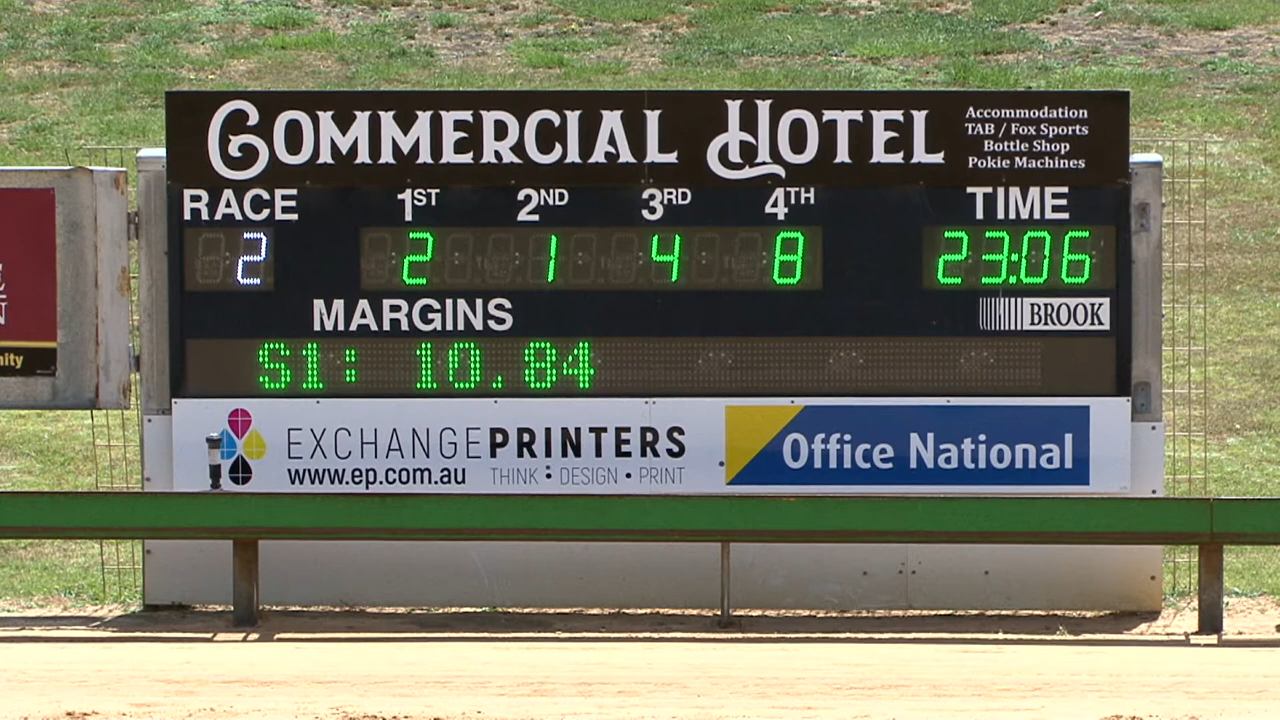 COMMERCIAL HOTEL
Accommodation
TAB / Fox Sports
Bottle Shop
Pokie Machines
RACE 1ST 2ND 3RD 4TH TIME
2 2 1 4 8 23:06
MARGINS
BROOK
S1: 10.84
EXCHANGEPRINTERS
www.ep.com.au THINK • DESIGN • PRINT
Office National
nity